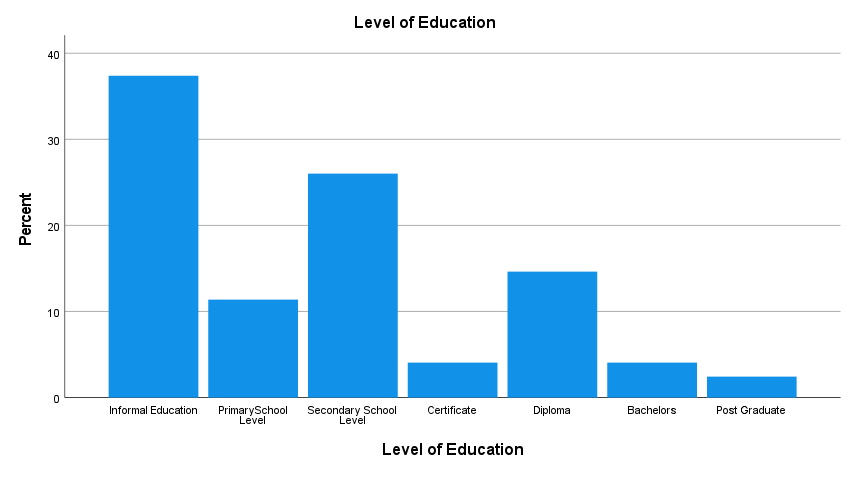 Level of Education
Percent
40
30
20
10
0
Informal Education
PrimarySchool
Level
Secondary School
Level
Certificate
Diploma
Bachelors
Post Graduate
Level of Education